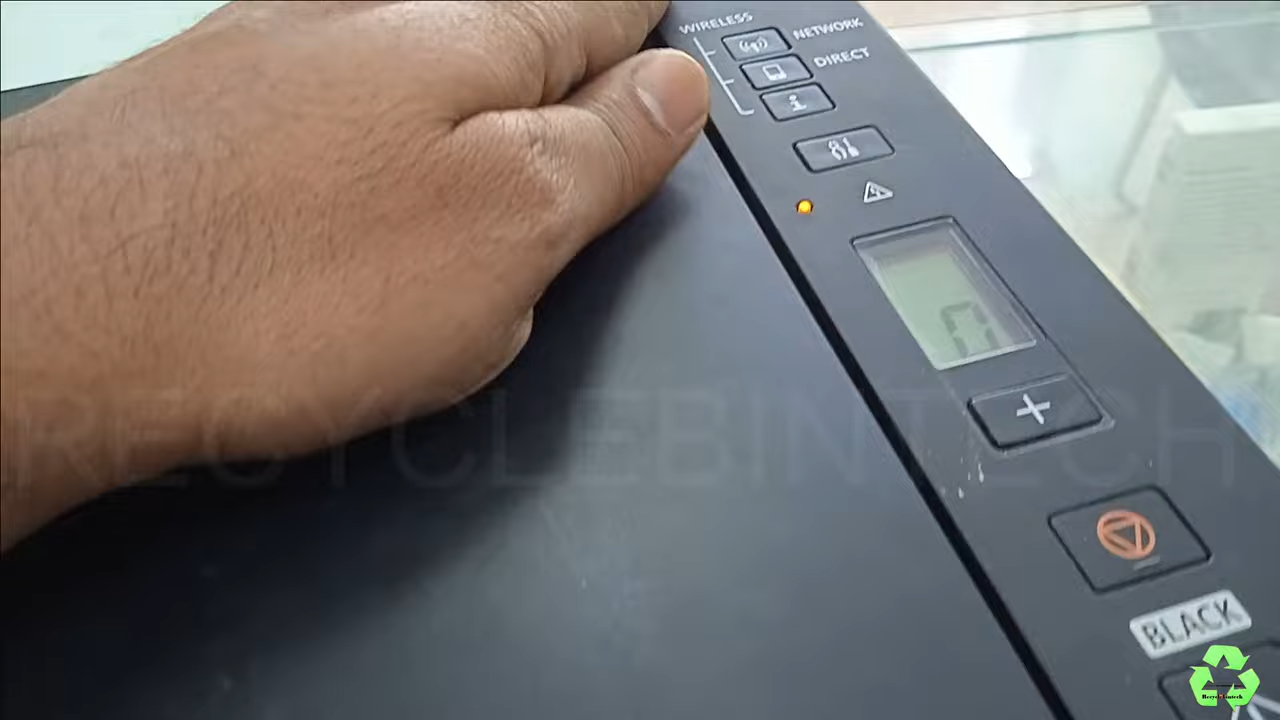 WIRELESS
NETWORK
DIRECT
RECYCLEBINTECH
BLACK